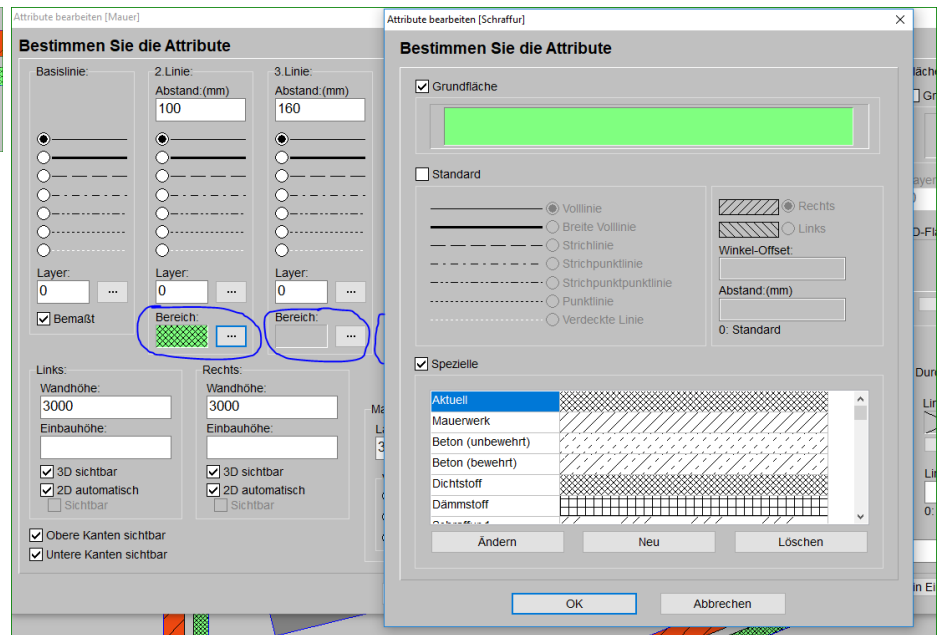 Attribute bearbeiten [Mauer]
Bestimmen Sie die Attribute
Basislinie:
2.Linie:
3.Linie:
Abstand:(mm)
Abstand:(mm)
100
160
Layer:
Layer:
Layer:
0 ...
0 ...
0 ...
Bemaßt
Bereich:
Bereich:
...
...
Links:
Rechts:
Wandhöhe:
Wandhöhe:
3000
3000
Einbauhöhe:
Einbauhöhe:
3D sichtbar
3D sichtbar
2D automatisch
2D automatisch
Sichtbar
Sichtbar
Obere Kanten sichtbar
Untere Kanten sichtbar
Attribute bearbeiten [Schraffur]
Bestimmen Sie die Attribute
Grundfläche
Standard
Volllinie
Breite Volllinie
Strichlinie
Strichpunktlinie
Strichpunktpunktlinie
Punktlinie
Verdeckte Linie
Rechts
Links
Winkel-Offset:
Abstand:(mm)
0: Standard
Spezielle
Aktuell
Mauerwerk
Beton (unbewehrt)
Beton (bewehrt)
Dichtstoff
Dämmstoff
Ändern
Neu
Löschen
OK
Abbrechen